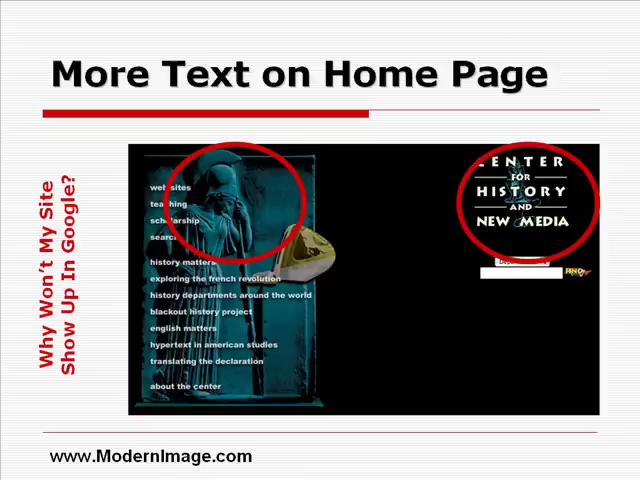 More Text on Home Page
Why Won't My Site
Show Up In Google?
web sites
teaching
scholarship
search
history matters
exploring the french revolution
history departments around the world
blackout history project
english matters
hypertext in american studies
translating the declaration
about the center
CENTER
FOR
HISTORY
AND
NEW MEDIA
FIND
www.ModernImage.com